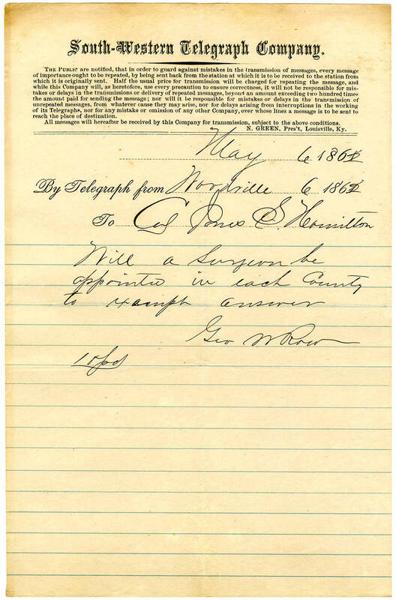 South-Western Telegraph Company.
THE PUBLIC are notified, that in order to guard against mistakes in the transmission of messages, every message
of importance ought to be repeated, by being sent back from the station at which it is to be received to the station from
which it is originally sent. Half the usual price for transmission will be charged for repeating the message, and
while this Company will, as heretofore, use every precaution to ensure correctness, it will not be responsible for mis-
takes or delays in the transmissions or delivery of repeated messages, beyond an amount exceeding two hundred times
the amount paid for sending the message; nor will it be responsible for mistakes or delays in the transmission of
unrepeated messages, from whatever cause they may arise, nor for delays arising from interruptions in the working
of its Telegraphs, nor for any mistakes or omission of any other Company, over whose lines a message is to be sent to
reach the place of destination.
All messages will hereafter be received by this Company for transmission, subject to the above conditions.
N. GREEN, Pres't, Louisville, Ky.
May 6 186
By Telegraph from 6 186
To Col Jones S. Hamilton
Will a Surgeon be
appointed in each County
to exempt answer
Geo W
10 pd